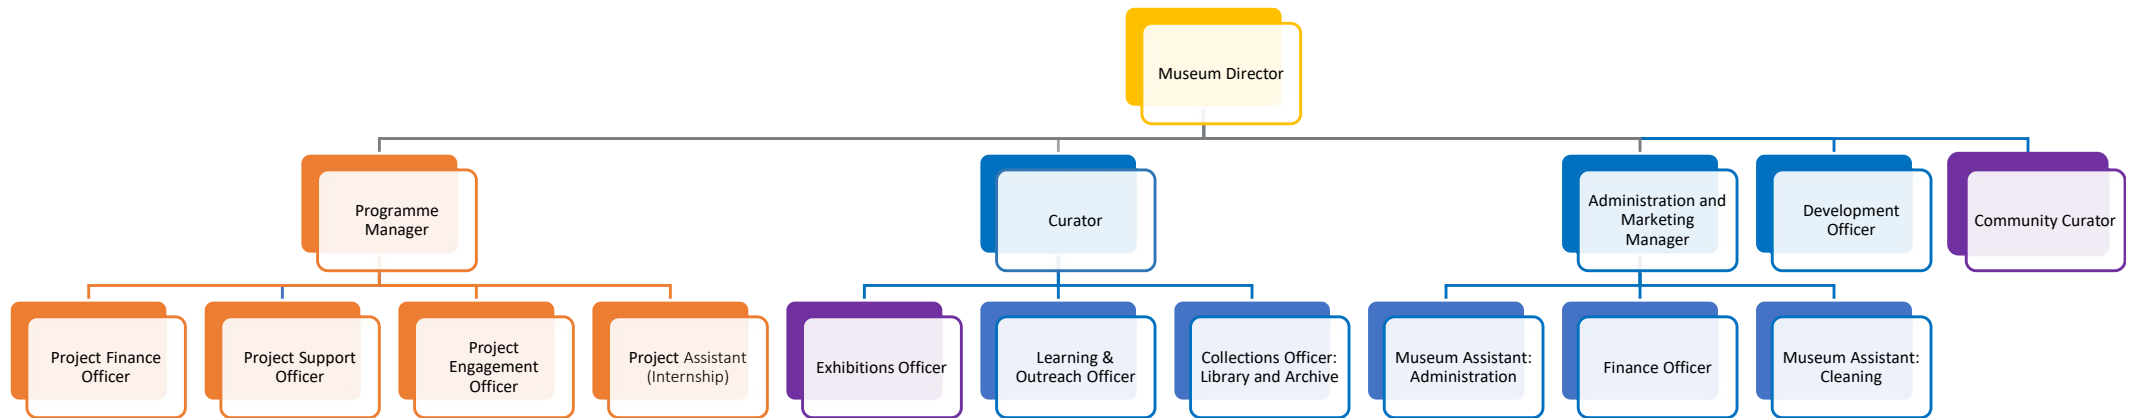 Museum Director
Programme
Manager
Curator
Administration and
Marketing
Manager
Development
Officer
Community Curator
Project Finance
Officer
Project Support
Officer
Project
Engagement
Officer
Project Assistant
(Internship)
Exhibitions Officer
Learning &
Outreach Officer
Collections Officer:
Library and Archive
Museum Assistant:
Administration
Finance Officer
Museum Assistant:
Cleaning